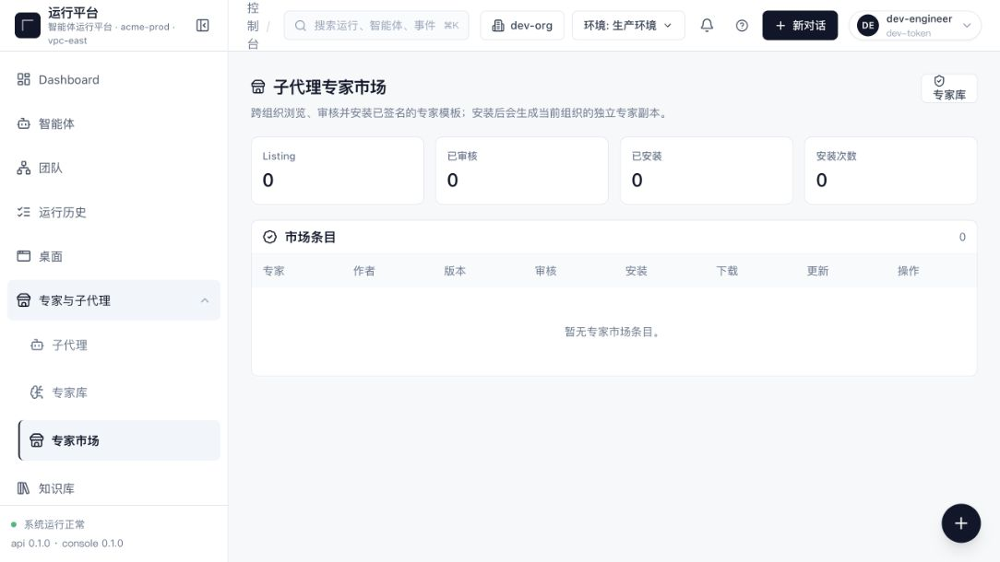 运行平台
智能体运行平台 · acme-prod ·
vpc-east
Dashboard
智能体
团队
运行历史
桌面
专家与子代理
子代理
专家库
专家市场
知识库
系统运行正常
api 0.1.0 · console 0.1.0
控
制
台
/
搜索运行、智能体、事件 ⌘K
dev-org
环境: 生产环境
新对话
DE
dev-engineer
dev-token
子代理专家市场
跨组织浏览、审核并安装已签名的专家模板；安装后会生成当前组织的独立专家副本。
专家库
Listing
0
已审核
0
已安装
0
安装次数
0
市场条目
0
专家 作者 版本 审核 安装 下载 更新 操作
暂无专家市场条目。